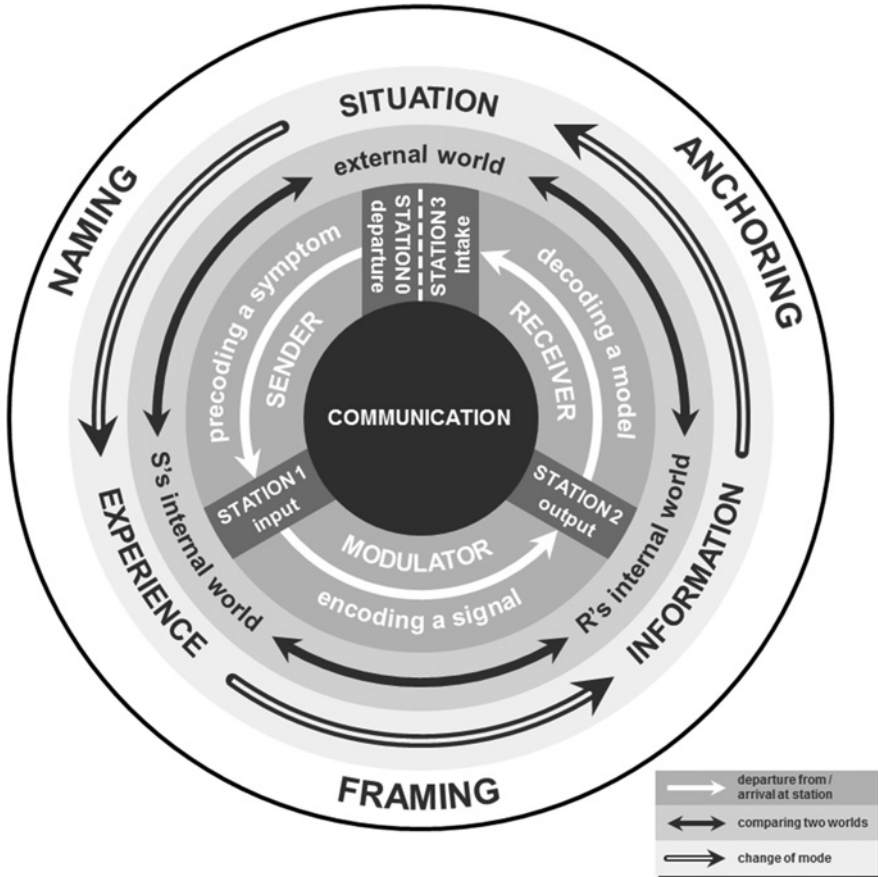 SITUATION
NAMING
ANCHORING
external world
STATION0
departure
STATION3
Intake
precoding a symptom
SENDER
RECEIVER
decoding a model
COMMUNICATION
STATION1
input
STATION2
output
MODULATOR
encoding a signal
S's internal world
R's internal world
EXPERIENCE
INFORMATION
FRAMING
departure from /
arrival at station
comparing two worlds
change of mode